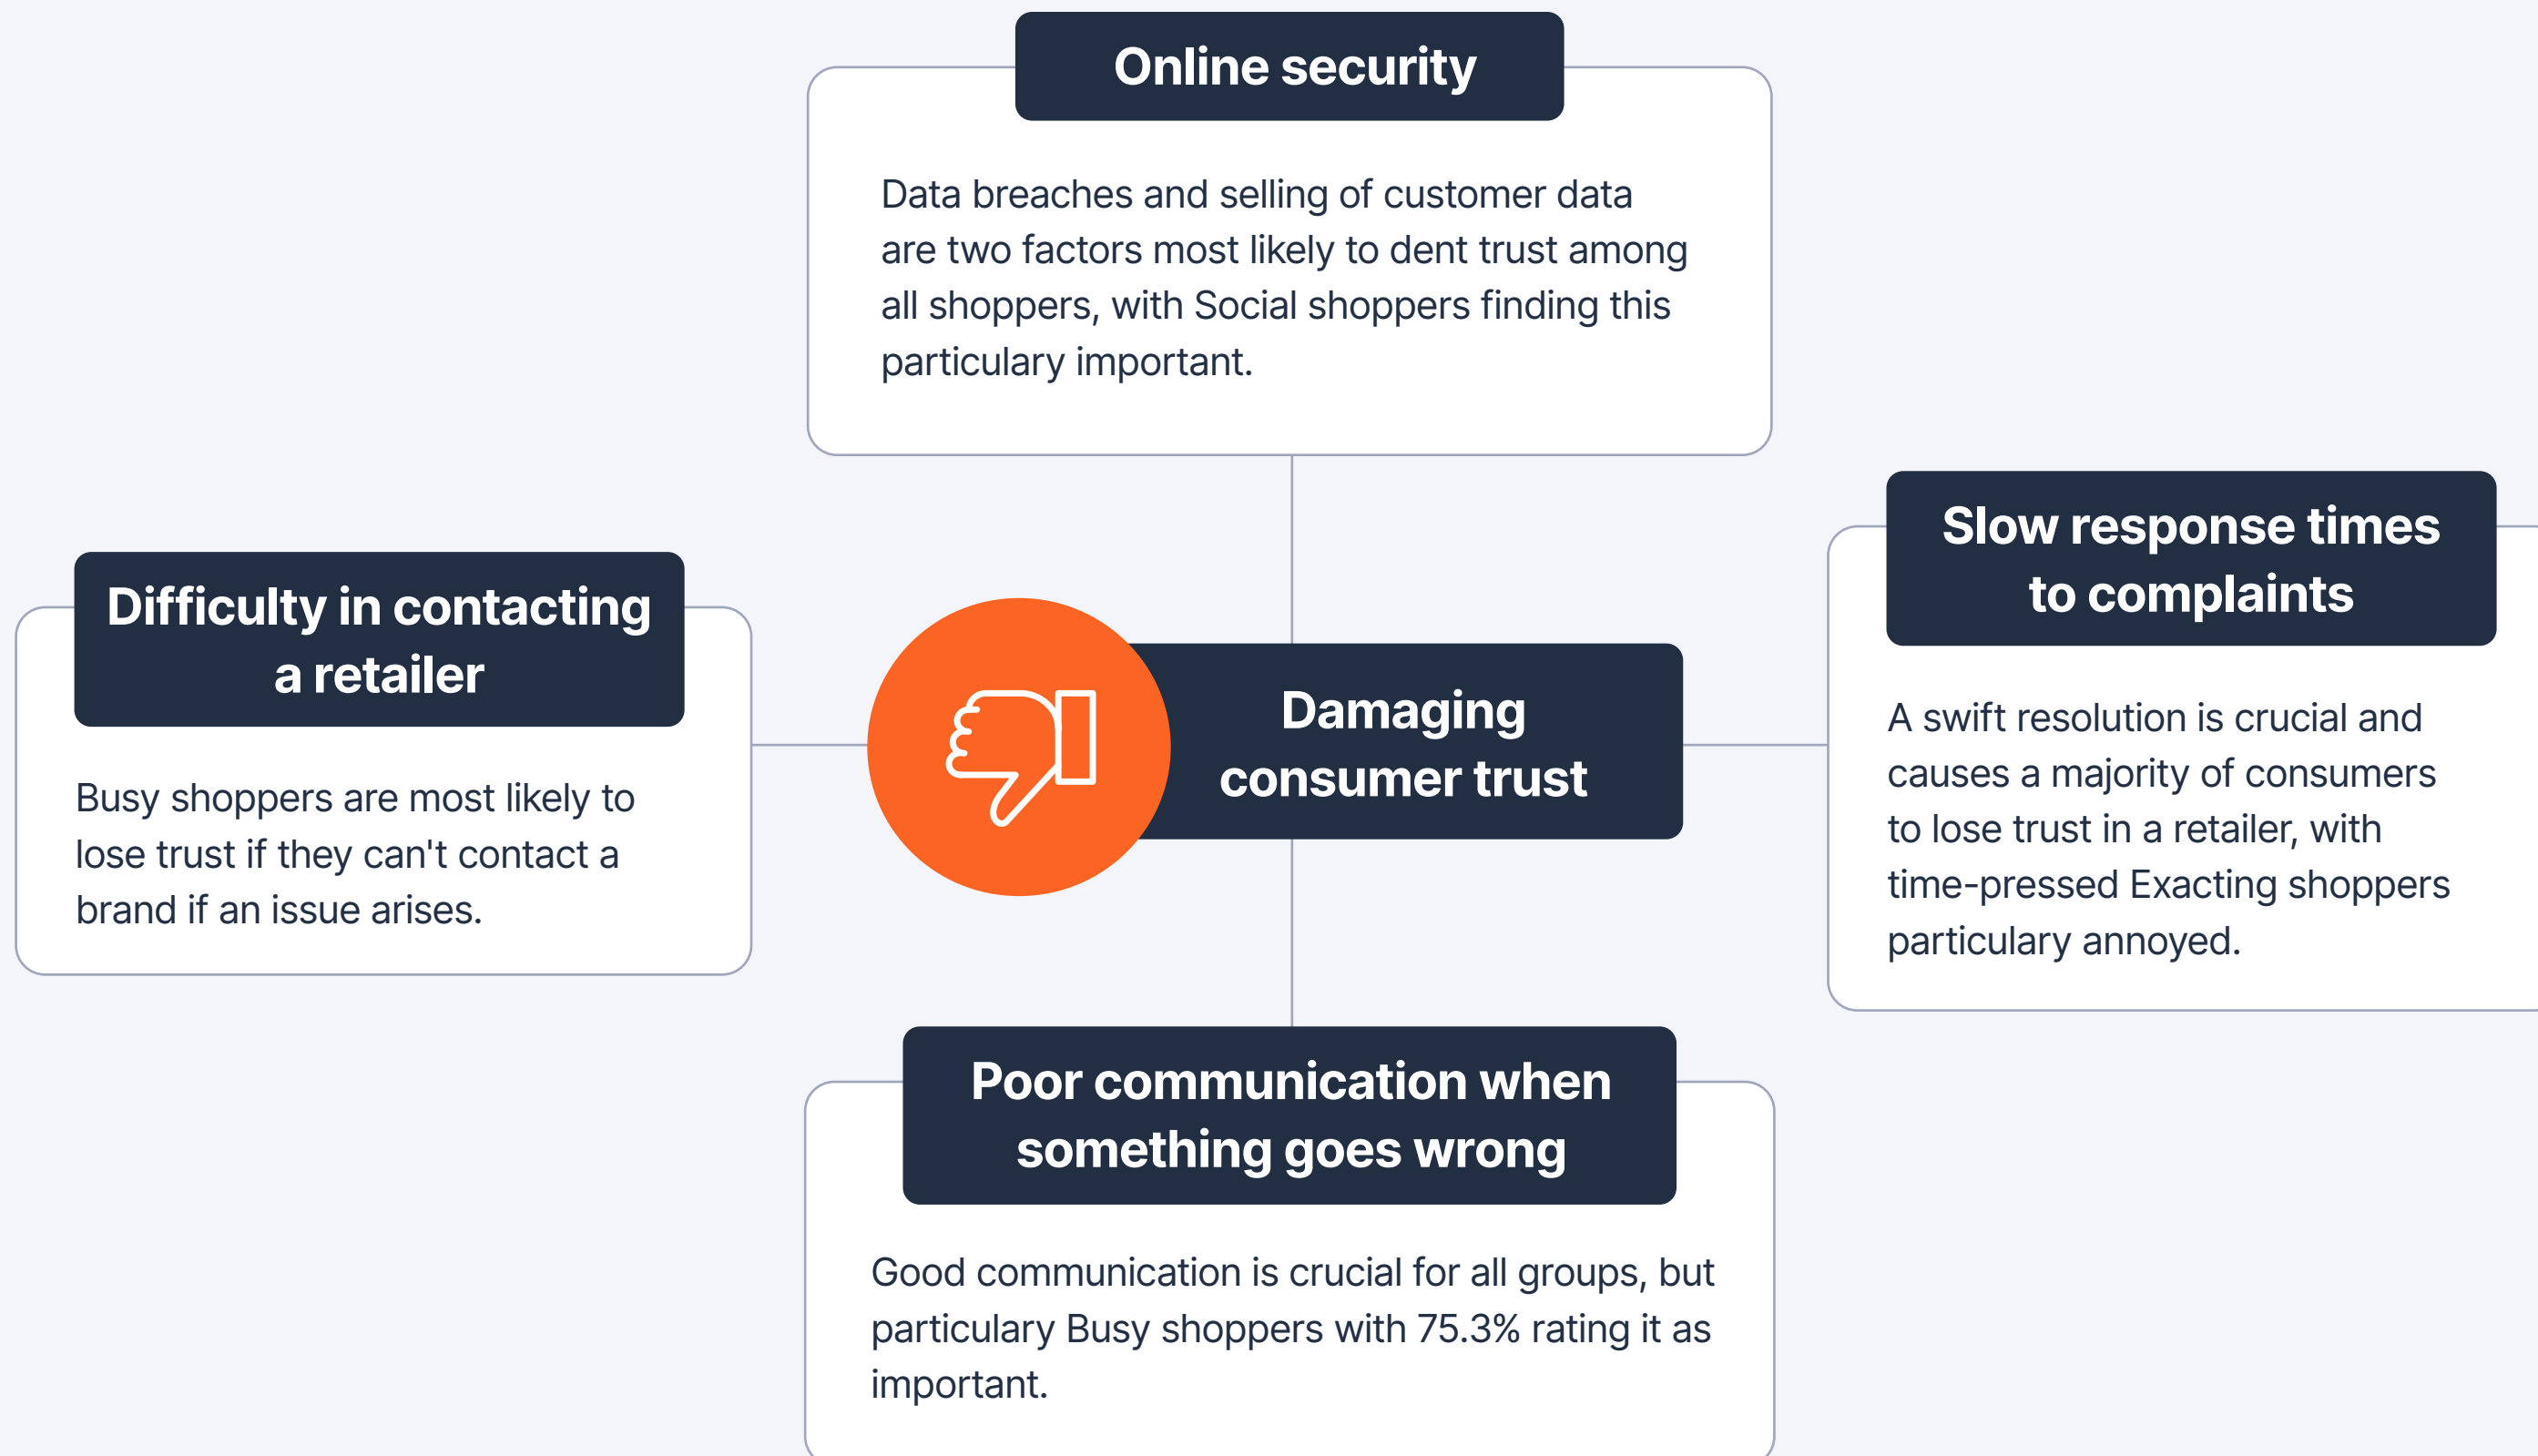 Online security
Data breaches and selling of customer data
are two factors most likely to dent trust among
all shoppers, with Social shoppers finding this
particulary important.
Difficulty in contacting
a retailer
Busy shoppers are most likely to
lose trust if they can't contact a
brand if an issue arises.
Damaging
consumer trust
Slow response times
to complaints
A swift resolution is crucial and
causes a majority of consumers
to lose trust in a retailer, with
time-pressed Exacting shoppers
particulary annoyed.
Poor communication when
something goes wrong
Good communication is crucial for all groups, but
particulary Busy shoppers with 75.3% rating it as
important.